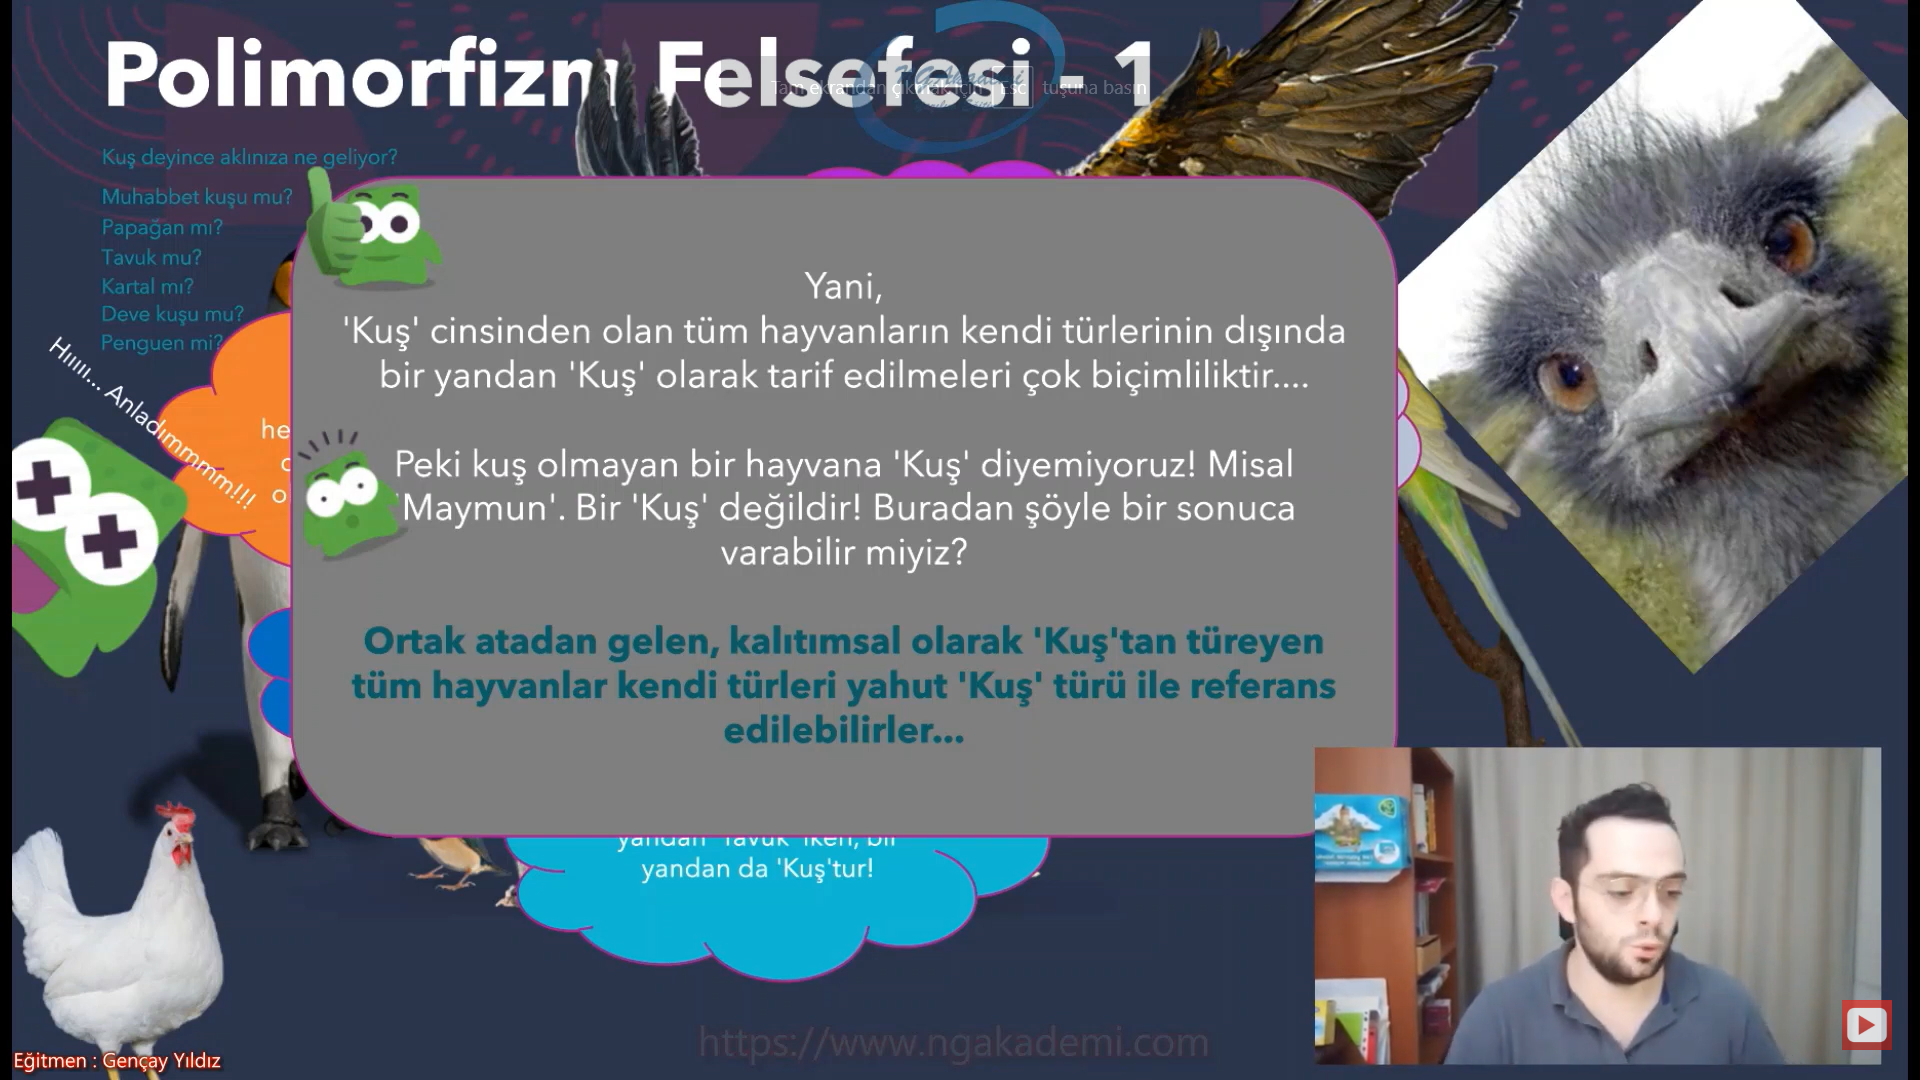 Polimorfizm Felsefesi - 1
Tam ekrandan çıkmak için Esc tuşuna basın
Kuş deyince aklınıza ne geliyor?
Muhabbet kuşu mu?
Papağan mı?
Tavuk mu?
Kartal mı?
Deve kuşu mu?
Penguen mi?
Hııııı... Anladımmmm!!!
he
o
Yani,
'Kuş' cinsinden olan tüm hayvanların kendi türlerinin dışında
bir yandan 'Kuş' olarak tarif edilmeleri çok biçimliliktir....
Peki kuş olmayan bir hayvana 'Kuş' diyemiyoruz! Misal
'Maymun'. Bir 'Kuş' değildir! Buradan şöyle bir sonuca
varabilir miyiz?
Ortak atadan gelen, kalıtımsal olarak 'Kuş'tan türeyen
tüm hayvanlar kendi türleri yahut 'Kuş' türü ile referans
edilebilirler...
yandan 'Tavuk' iken, bir
yandan da 'Kuş'tur!
https://www.ngakademi.com
Eğitmen : Gençay Yıldız